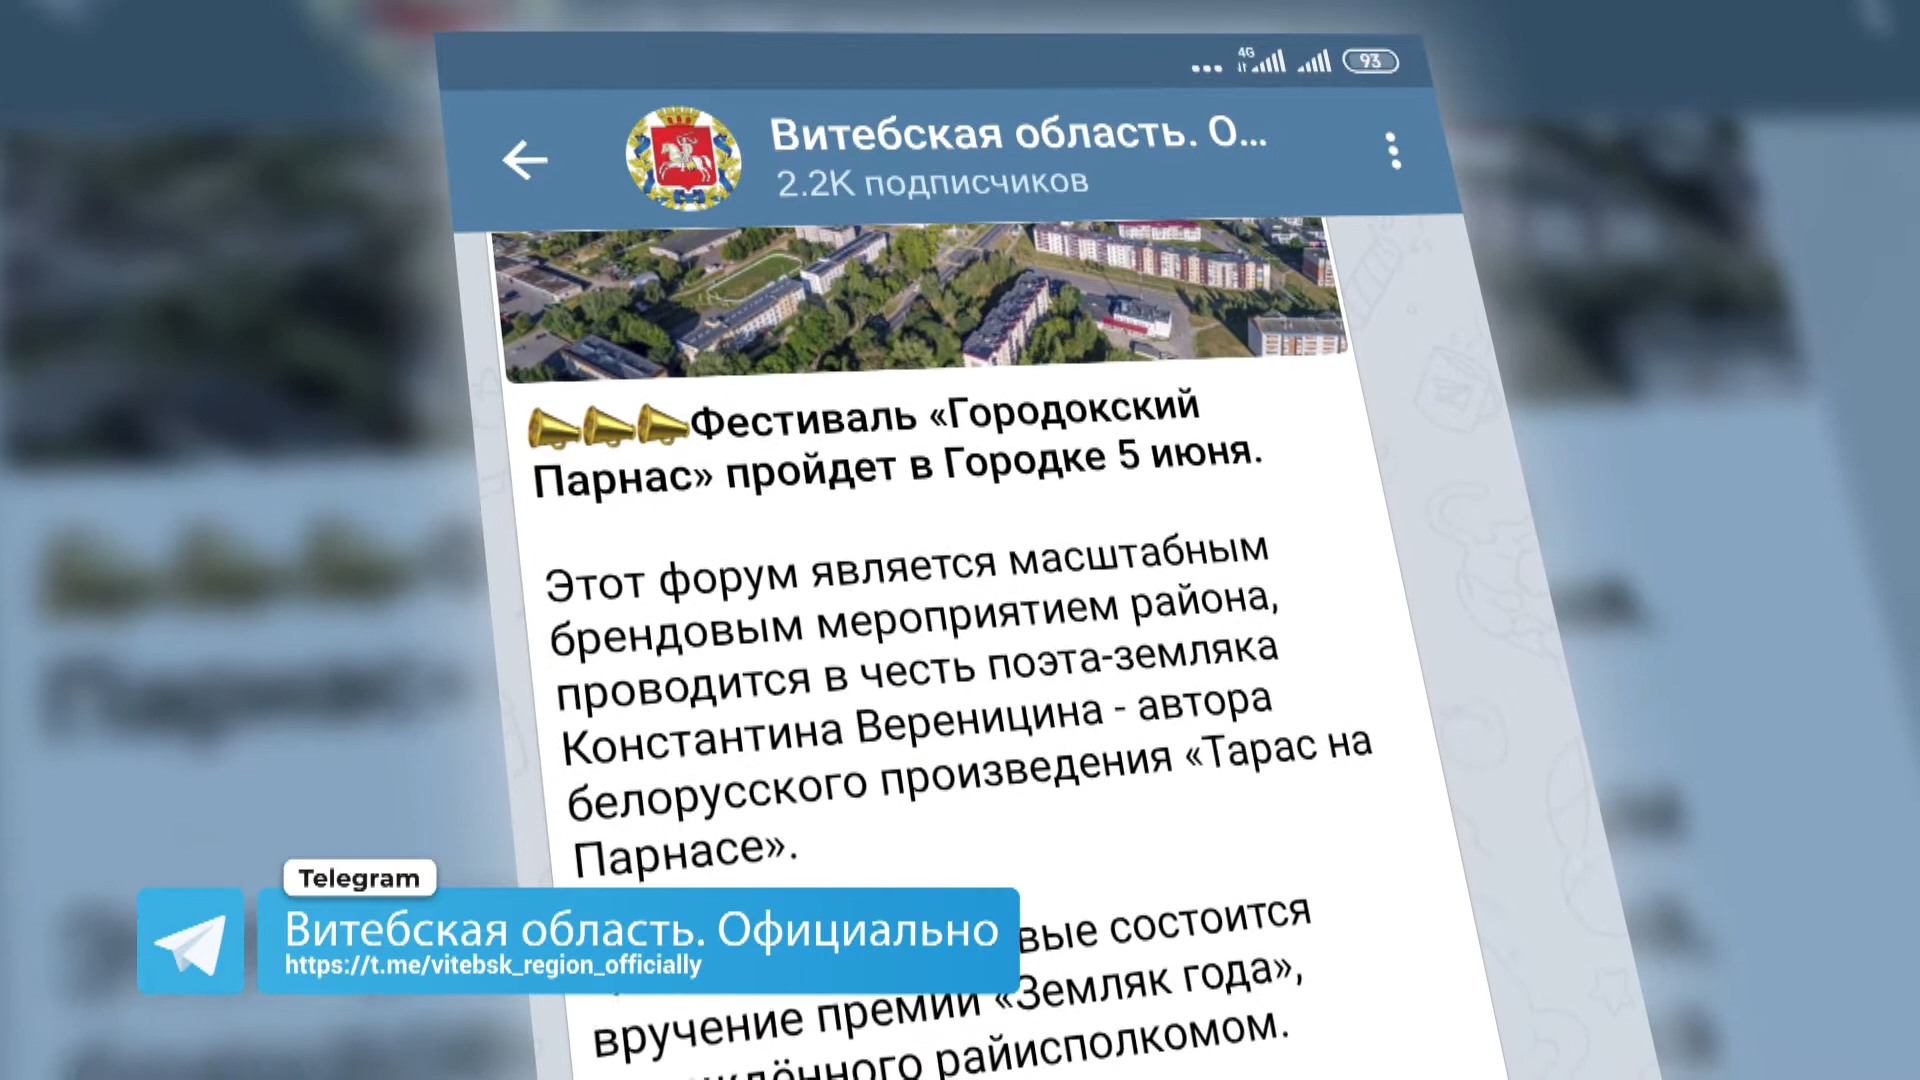 4G
93
Витебская область. О...
2.2K подписчиков
Фестиваль «Городокский
Парнас» пройдет в Городке 5 июня.
Этот форум является масштабным
брендовым мероприятием района,
проводится в честь поэта-земляка
Константина Вереницина - автора
белорусского произведения «Тарас на
Парнасе».
вые состоится
вручение премии «Земляк года»,
райисполкомом.
Telegram
Витебская область. Официально
https://t.me/vitebsk_region_officially